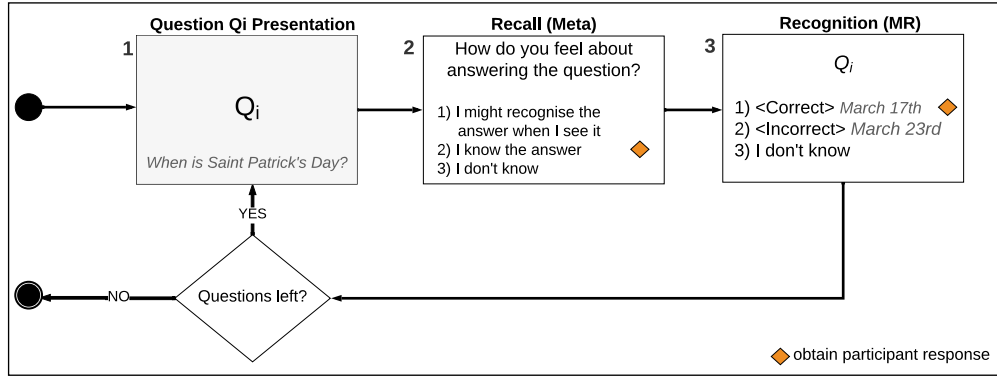 Question Qi Presentation
1
Qi
When is Saint Patrick's Day?
Recall (Meta)
2
How do you feel about
answering the question?
1) I might recognise the
answer when I see it
2) I know the answer
3) I don't know
Recognition (MR)
3
Qi
1) <Correct> March 17th
2) <Incorrect> March 23rd
3) I don't know
YES
Questions left?
NO
obtain participant response